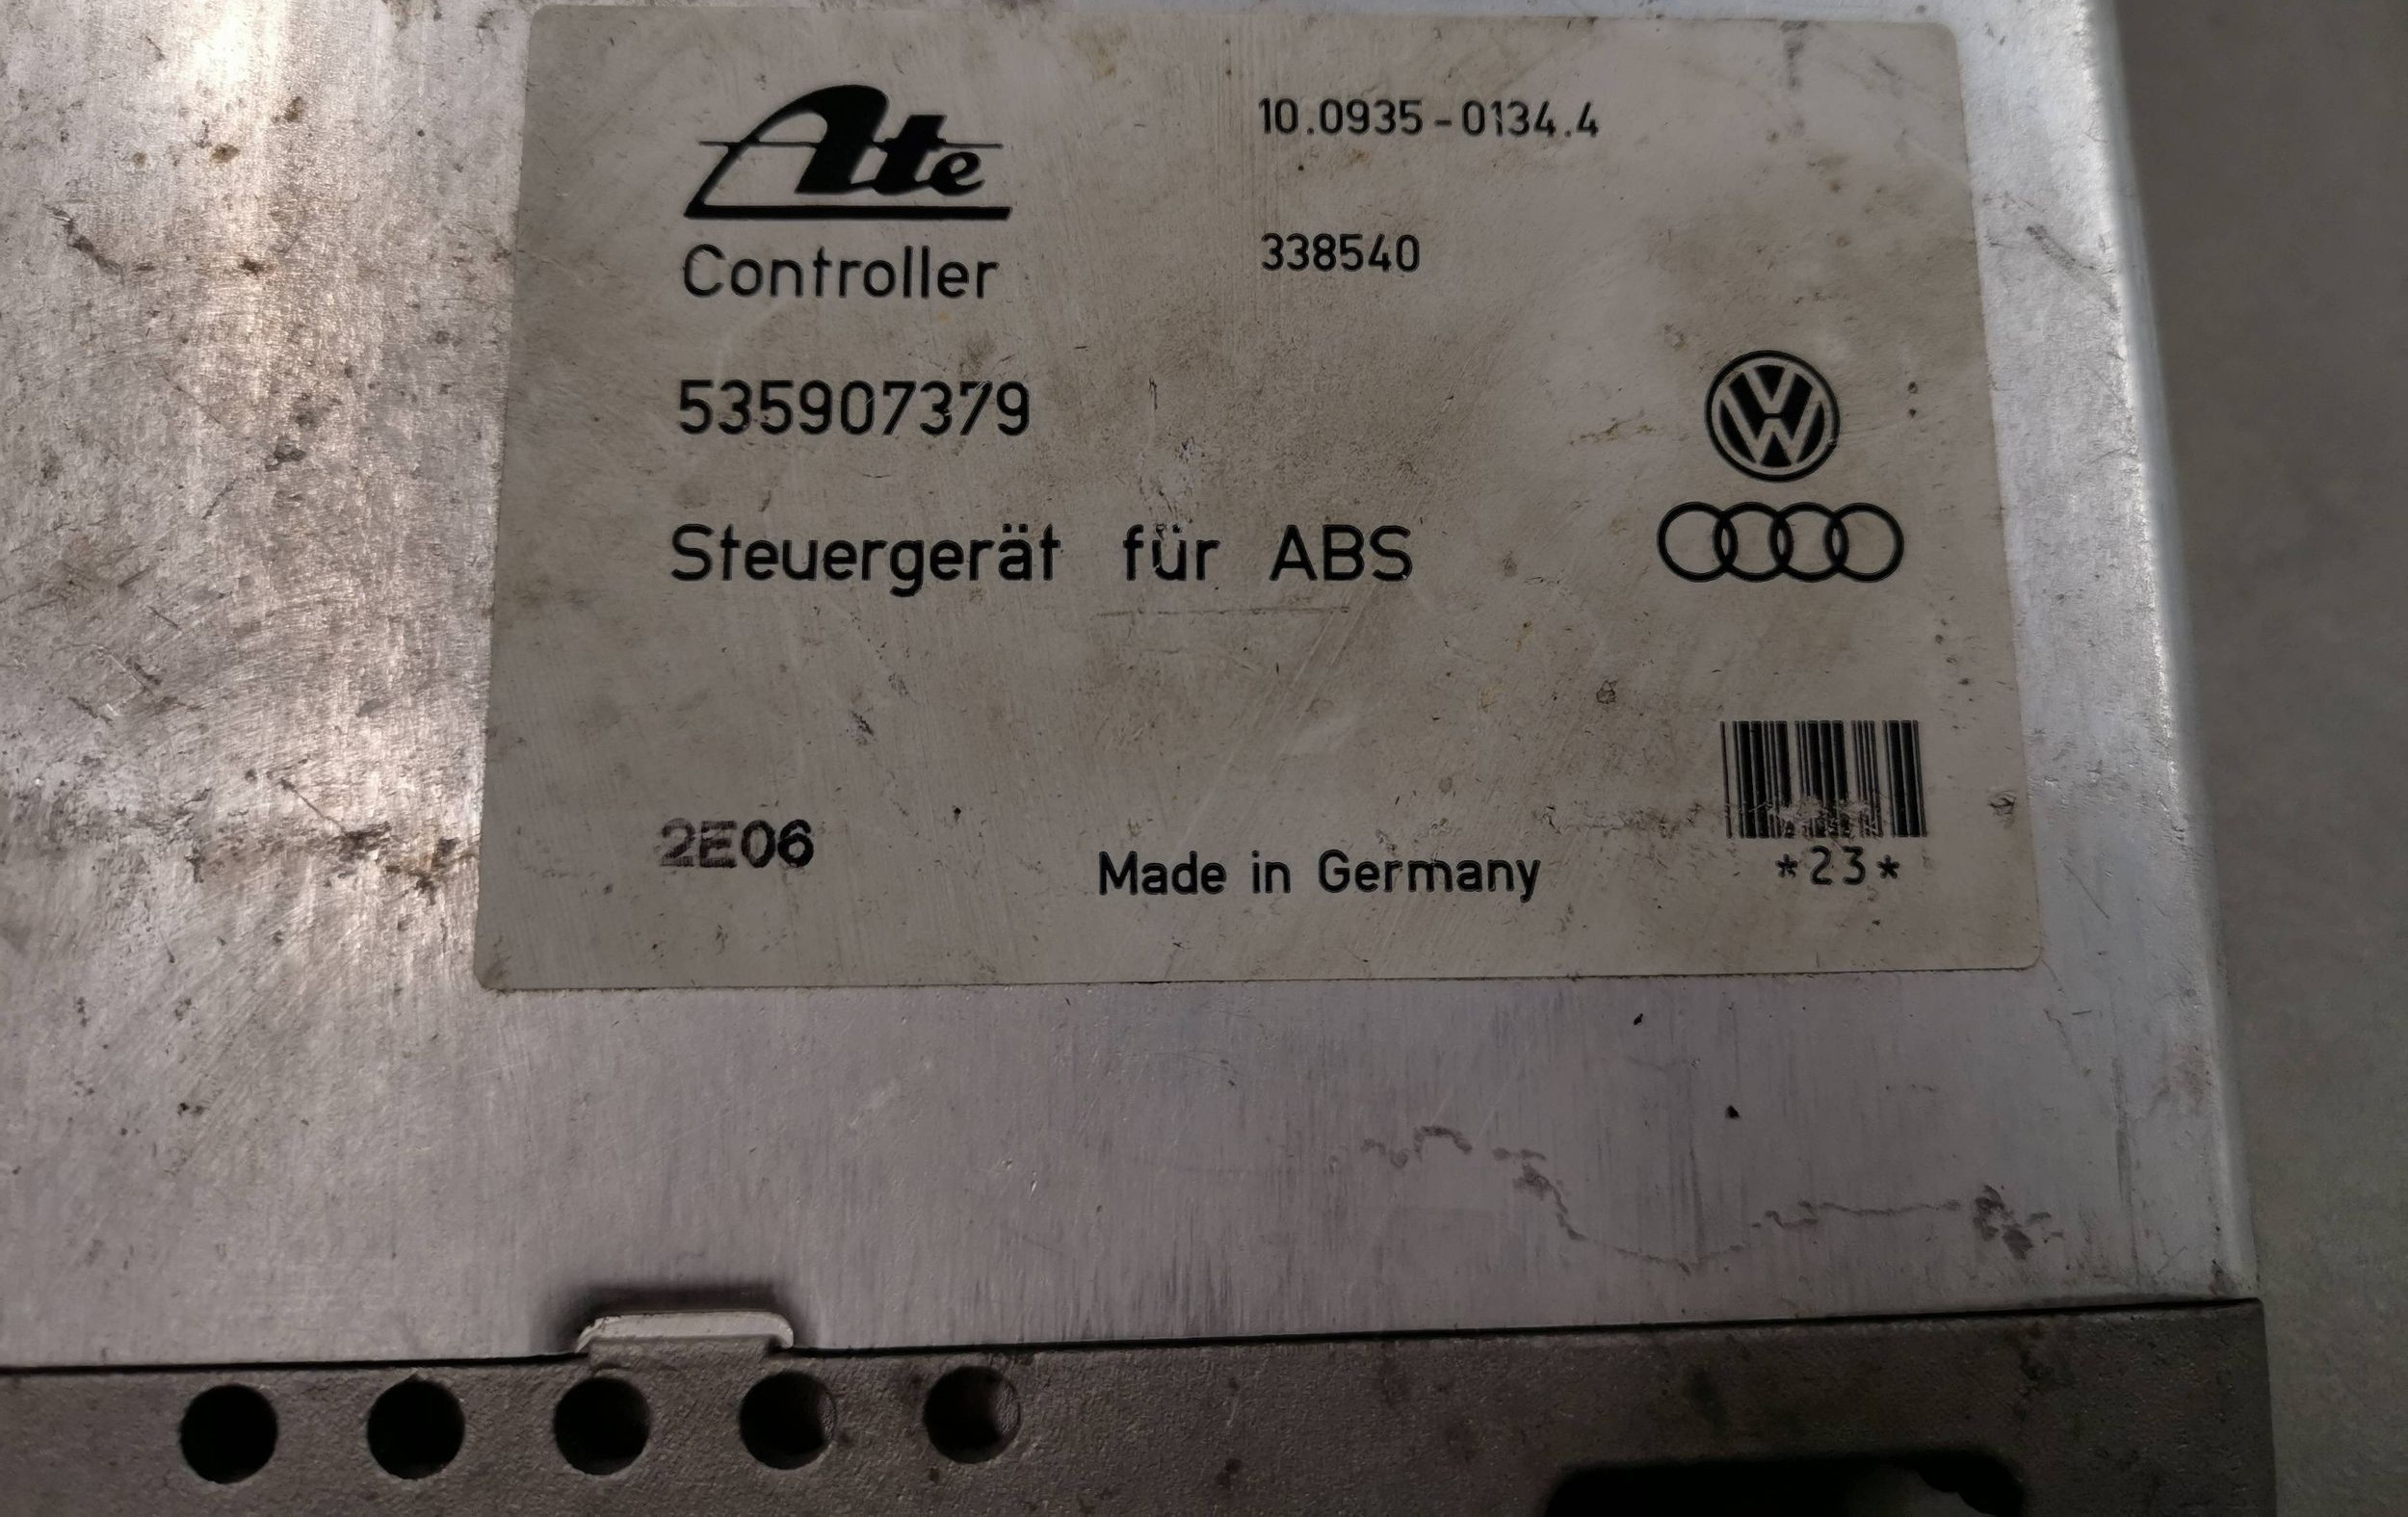 Ate
10.0935-0134.4
Controller
338540
535907379
Steuergerät für ABS
2E06
Made in Germany
*23*